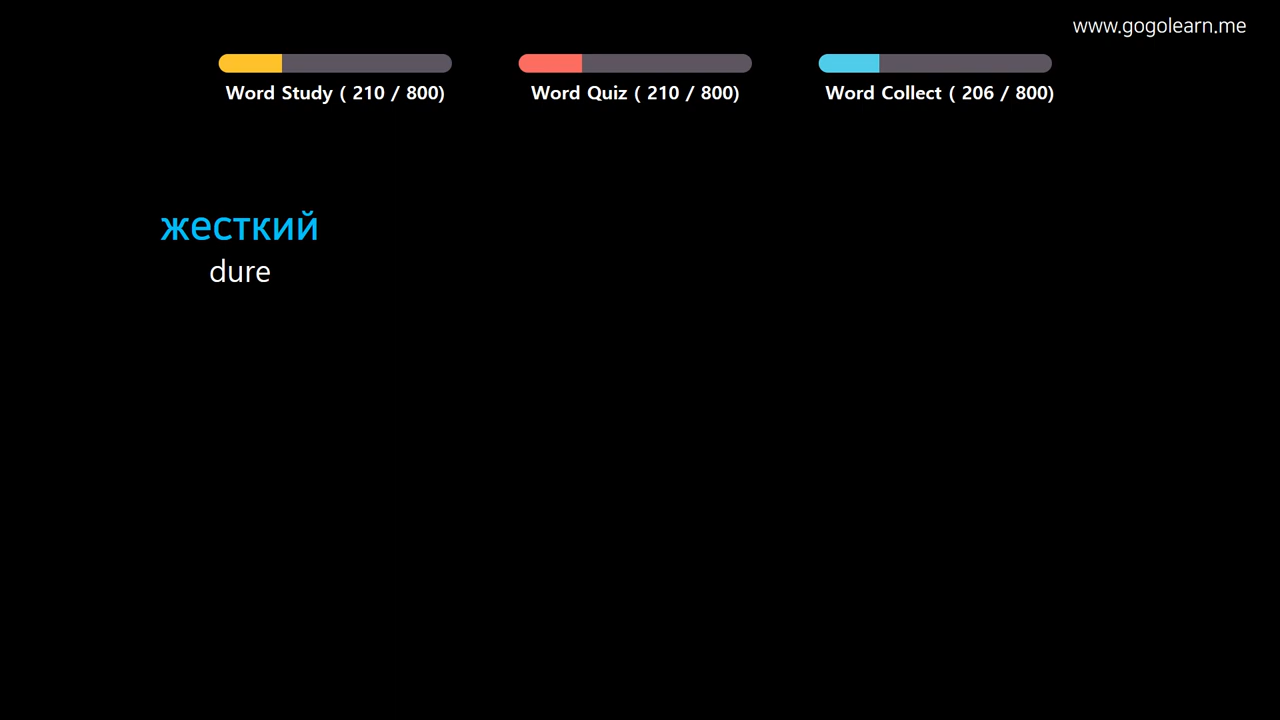 www.gogolearn.me
Word Study ( 210 / 800)
Word Quiz ( 210 / 800)
Word Collect ( 206 / 800)
жесткий
dure